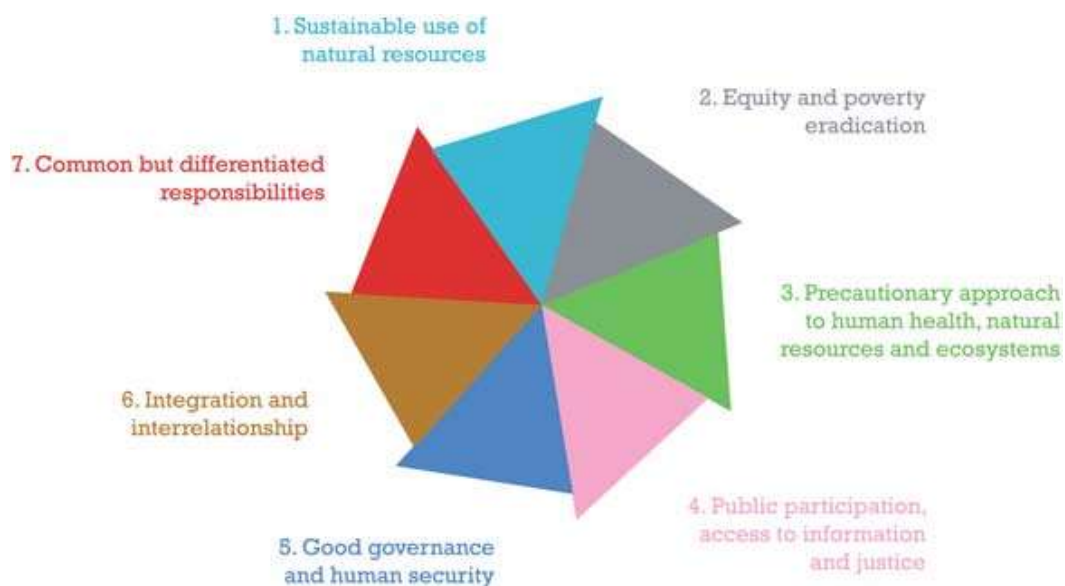 1. Sustainable use of
natural resources
2. Equity and poverty
eradication
3. Precautionary approach
to human health, natural
resources and ecosystems
4. Public participation,
access to information
and justice
5. Good governance
and human security
6. Integration and
interrelationship
7. Common but differentiated
responsibilities